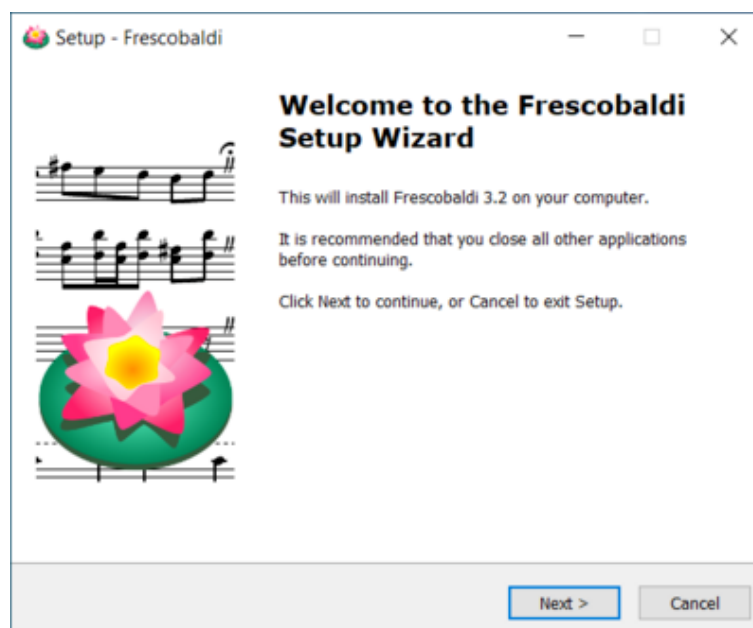 Setup - Frescobaldi
Welcome to the Frescobaldi
Setup Wizard
This will install Frescobaldi 3.2 on your computer.
It is recommended that you close all other applications
before continuing.
Click Next to continue, or Cancel to exit Setup.
Next >
Cancel